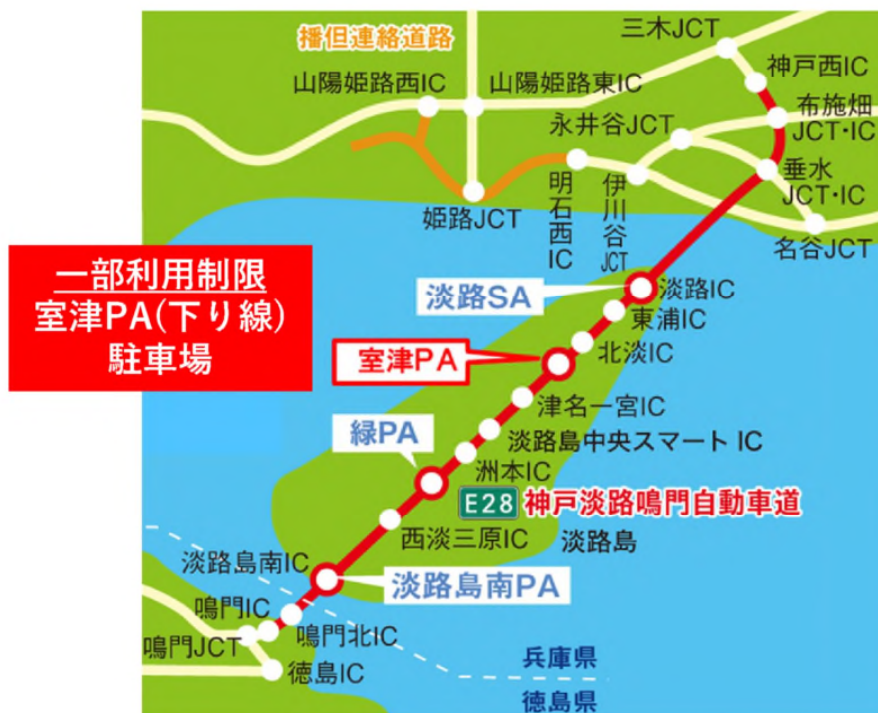 播但連絡道路
三木JCT
山陽姫路西IC
山陽姫路東IC
神戸西IC
永井谷JCT
布施畑
JCT・IC
垂水
JCT・IC
明石西IC
伊川谷JCT
姫路JCT
名谷JCT
一部利用制限
室津PA(下り線)
駐車場
淡路SA
淡路IC
東浦IC
室津PA
北淡IC
津名一宮IC
緑PA
淡路島中央スマート IC
洲本IC
E28 神戸淡路鳴門自動車道
西淡三原IC
淡路島
淡路島南IC
淡路島南PA
鳴門IC
鳴門北IC
鳴門JCT
徳島IC
兵庫県
徳島県